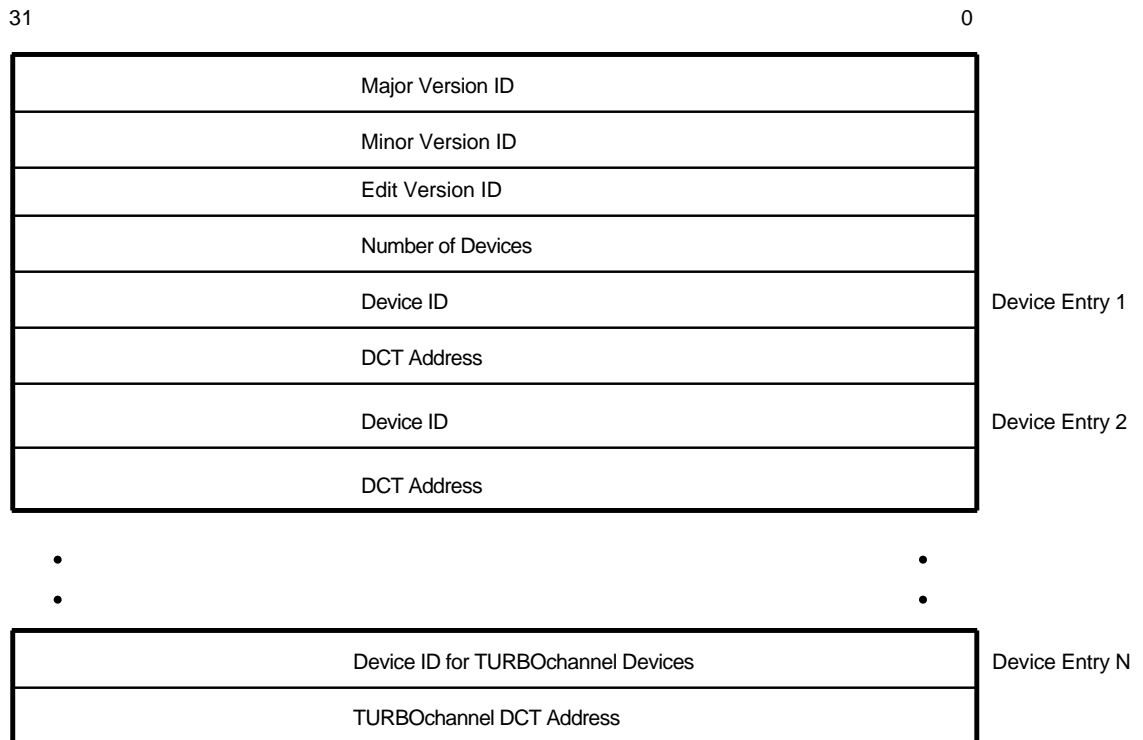 31 0
Major Version ID
Minor Version ID
Edit Version ID
Number of Devices
Device ID Device Entry 1
DCT Address
Device ID Device Entry 2
DCT Address
Device ID for TURBOchannel Devices Device Entry N
TURBOchannel DCT Address